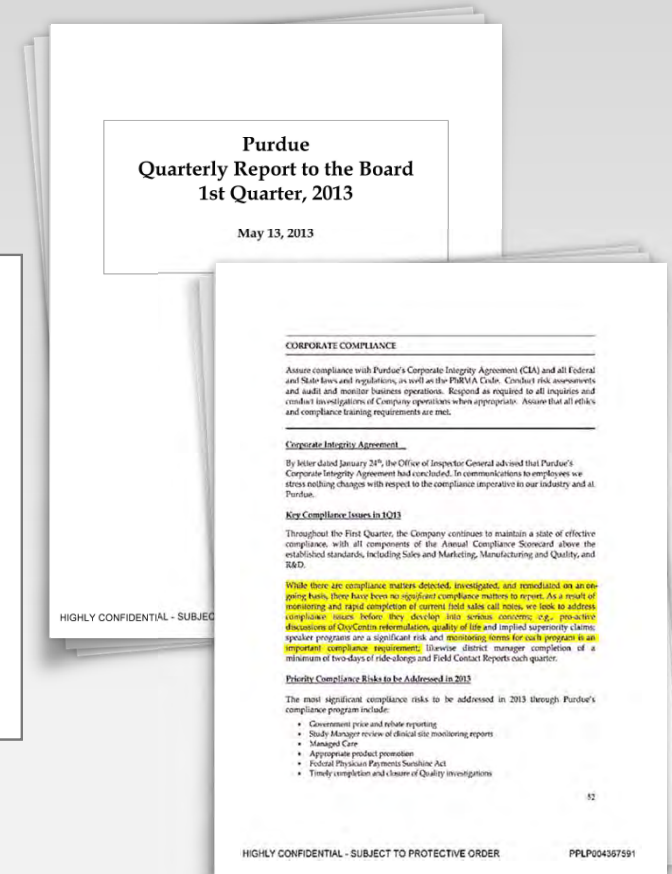 Purdue
Quarterly Report to the Board
1st Quarter, 2013
May 13, 2013
HIGHLY CONFIDENTIAL - SUBJEC
CORPORATE COMPLIANCE
Assure compliance with Purdue's Corporate Integrity Agreement (CIA) and all Federal
and State laws and regulations, as well as the PhRMA Code. Conduct risk assessments
and audit and monitor business operations. Respond as required to all inquiries and
conduct investigations of Company operations when appropriate. Assure that all ethics
and compliance training requirements are met.
Corporate Integrity Agreement
By letter dated January 24th, the Office of Inspector General advised that Purdue's
Corporate Integrity Agreement had concluded. In communications to employees we
stress nothing changes with respect to the compliance imperative in our industry and at
Purdue.
Key Compliance Issues in 1Q13
Throughout the First Quarter, the Company continues to maintain a state of effective
compliance, with all components of the Annual Compliance Scorecard above the
established standards, including Sales and Marketing, Manufacturing and Quality, and
R&D.
While there are compliance matters detected, investigated, and remediated on an on-
going basis, there have been no significant compliance matters to report. As a result of
monitoring and rapid completion of current field sales call notes, we look to address
compliance issues before they develop into serious concerns; e.g., pro-active
discussions of OxyContin reformulation, quality of life and implied superiority claims;
speaker programs are a significant risk and monitoring forms for each program is an
important compliance requirement; likewise district manager completion of a
minimum of two-days of ride-alongs and Field Contact Reports each quarter.
Priority Compliance Risks to be Addressed in 2013
The most significant compliance risks to be addressed in 2013 through Purdue's
compliance program include:
• Government price and rebate reporting
• Study Manager review of clinical site monitoring reports
• Managed Care
• Appropriate product promotion
• Federal Physician Payments Sunshine Act
• Timely completion and closure of Quality investigations
52
HIGHLY CONFIDENTIAL - SUBJECT TO PROTECTIVE ORDER PPLP004367591